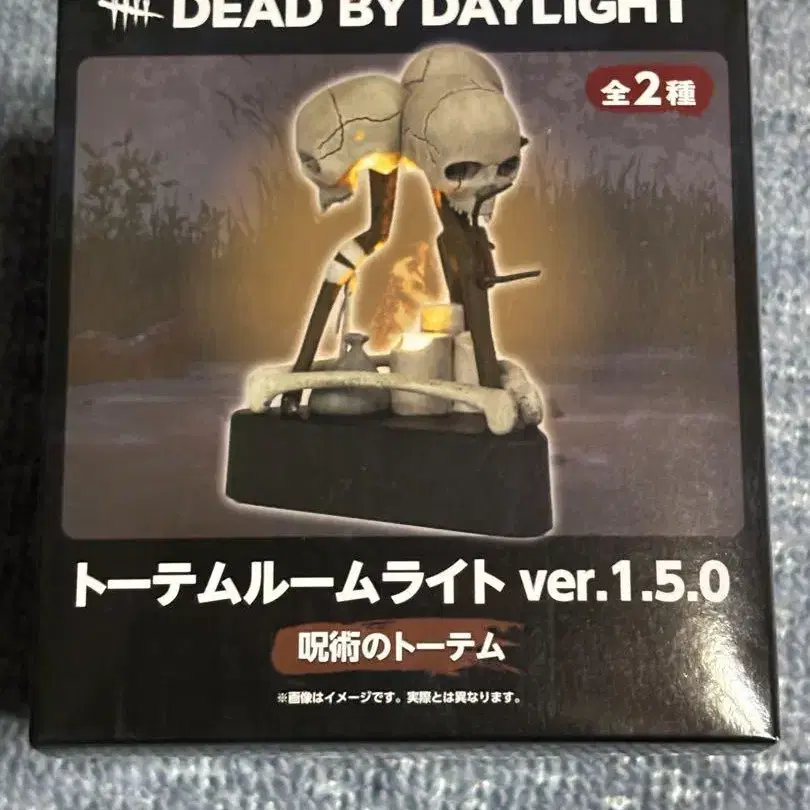 DEAD BY DAYLIGHT
全2種
トーテムルームライト ver.1.5.0
呪術のトーテム
※画像はイメージです。実際とは異なります。